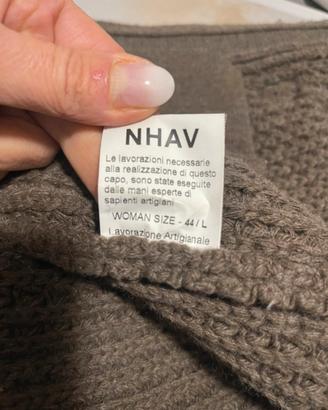 NHAV
Le lavorazioni necessarie
alla realizzazione di questo
capo, sono state eseguite
dalle mani esperte di
sapienti artigiani
WOMAN SIZE - 44 / L
Lavorazione Artigianale